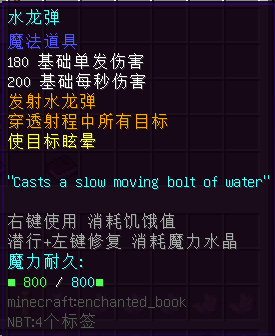 水龙弹
魔法道具
180 基础单发伤害
200 基础每秒伤害
发射水龙弹
穿透射程中所有目标
使目标眩晕
"Casts a slow moving bolt of water"
右键使用 消耗饥饿值
潜行+左键修复 消耗魔力水晶
魔力耐久:
■ 800 / 800■
minecraft:enchanted_book
NBT:4个标签